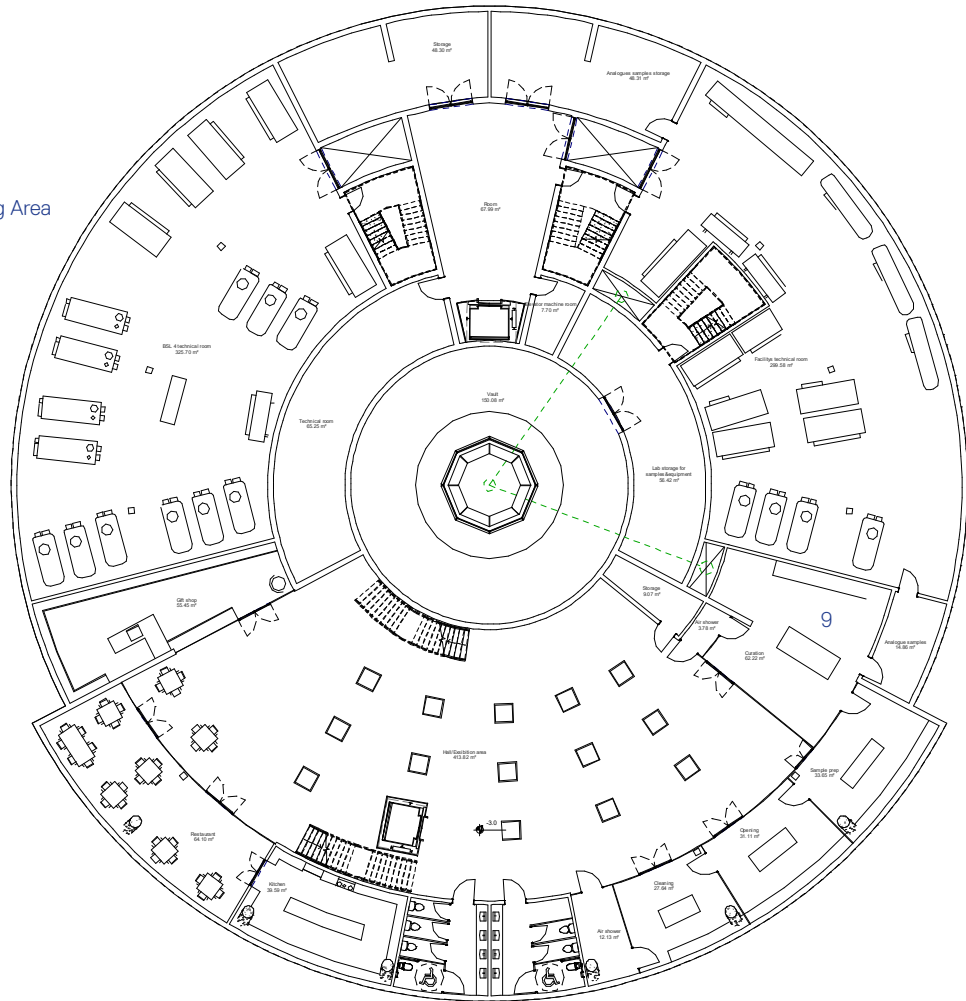 Storage
48.30 m²
Analogues samples storage
48.31 m²
g Area
Room
67.99 m²
machine room
7.70 m²
BSL 4 technical room
325.70 m²
Facilitys technical room
299.58 m²
Vault
153.08 m²
Technical room
65.25 m²
Lab storage for
samples&equipment
56.42 m²
Storage
9.07 m²
Gift shop
55.45 m²
Air shower
3.78 m²
9
Curation
63.22 m²
Analogue samples
14.86 m²
Hall/Exsibition area
413.82 m²
Sample prep
33.65 m²
-3.0
Restaurant
64.10 m²
Opening
31.11 m²
Kitchen
39.59 m²
Cleaning
27.64 m²
Air shower
12.13 m²